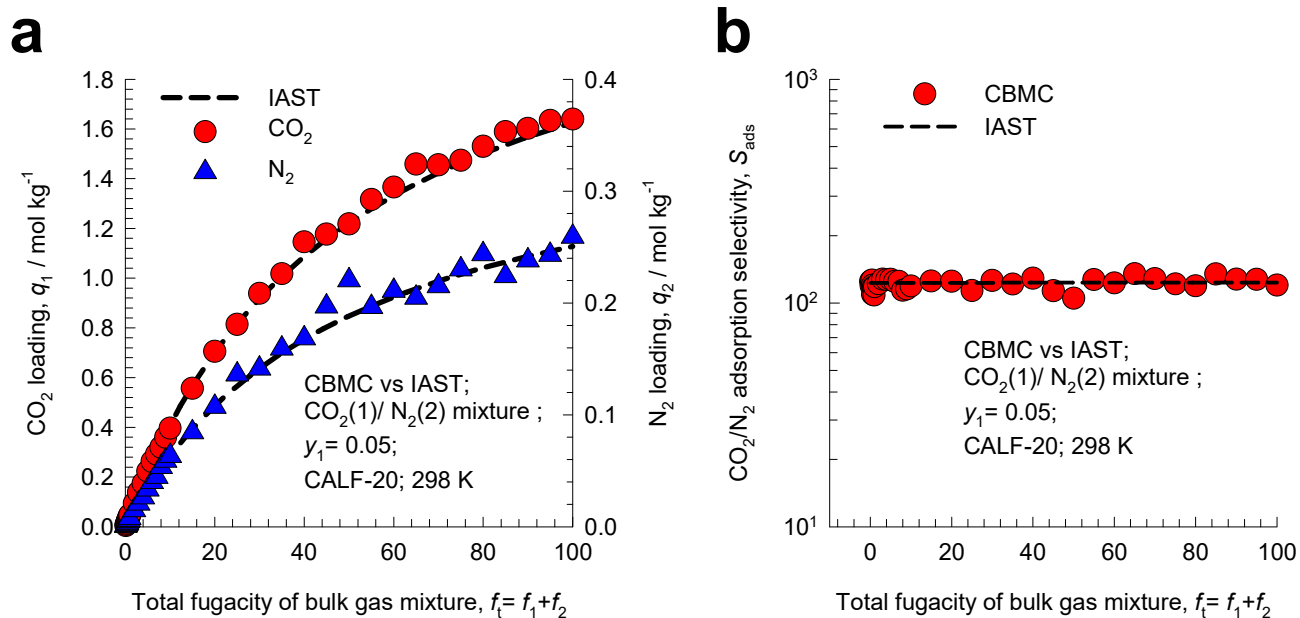 a
1.8
1.6
1.4
1.2
1.0
0.8
0.6
0.4
0.2
0.0
0.4
0.3
0.2
0.1
0.0
0 20 40 60 80 100
CO₂ loading, q₁ / mol kg⁻¹
N₂ loading, q₂ / mol kg⁻¹
IAST
CO₂
N₂
CBMC vs IAST;
CO₂(1)/ N₂(2) mixture ;
y₁= 0.05;
CALF-20; 298 K
Total fugacity of bulk gas mixture, fₜ= f₁+f₂
b
10³
10²
10¹
0 20 40 60 80 100
CO₂/N₂ adsorption selectivity, S_ads
CBMC
IAST
CBMC vs IAST;
CO₂(1)/ N₂(2) mixture ;
y₁= 0.05;
CALF-20; 298 K
Total fugacity of bulk gas mixture, fₜ= f₁+f₂